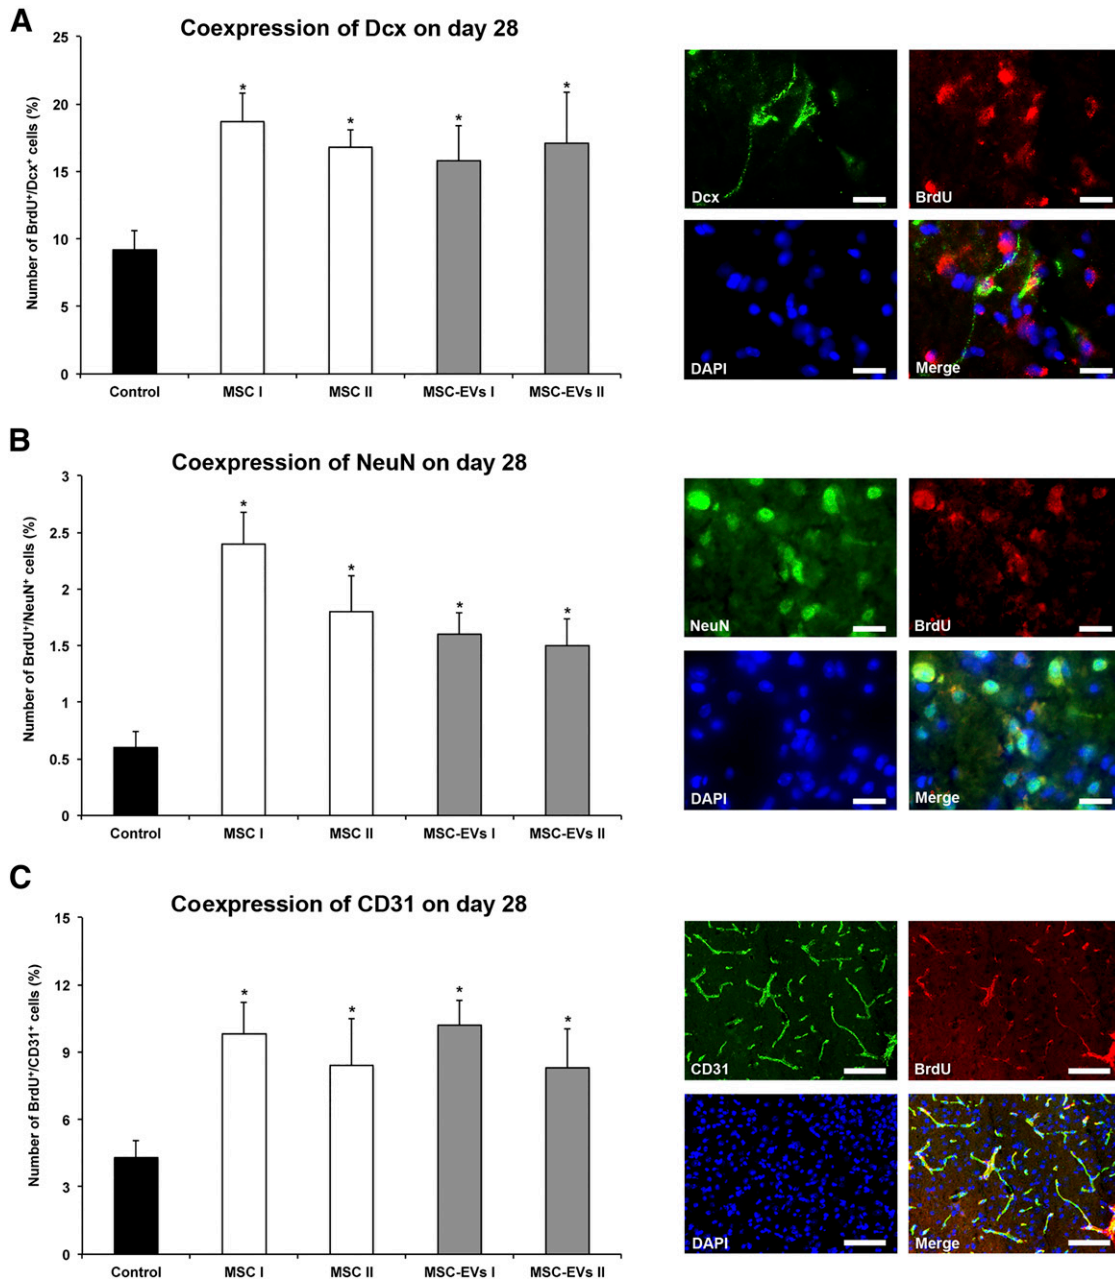 A
Coexpression of Dcx on day 28
Number of BrdU⁺/Dcx⁺ cells (%)
25
20
15
10
5
0
*
*
*
*
Control MSC I MSC II MSC-EVs I MSC-EVs II
Dcx
BrdU
DAPI
Merge
B
Coexpression of NeuN on day 28
Number of BrdU⁺/NeuN⁺ cells (%)
3
2.5
2
1.5
1
0.5
0
*
*
*
*
Control MSC I MSC II MSC-EVs I MSC-EVs II
NeuN
BrdU
DAPI
Merge
C
Coexpression of CD31 on day 28
Number of BrdU⁺/CD31⁺ cells (%)
15
12
9
6
3
0
*
*
*
*
Control MSC I MSC II MSC-EVs I MSC-EVs II
CD31
BrdU
DAPI
Merge